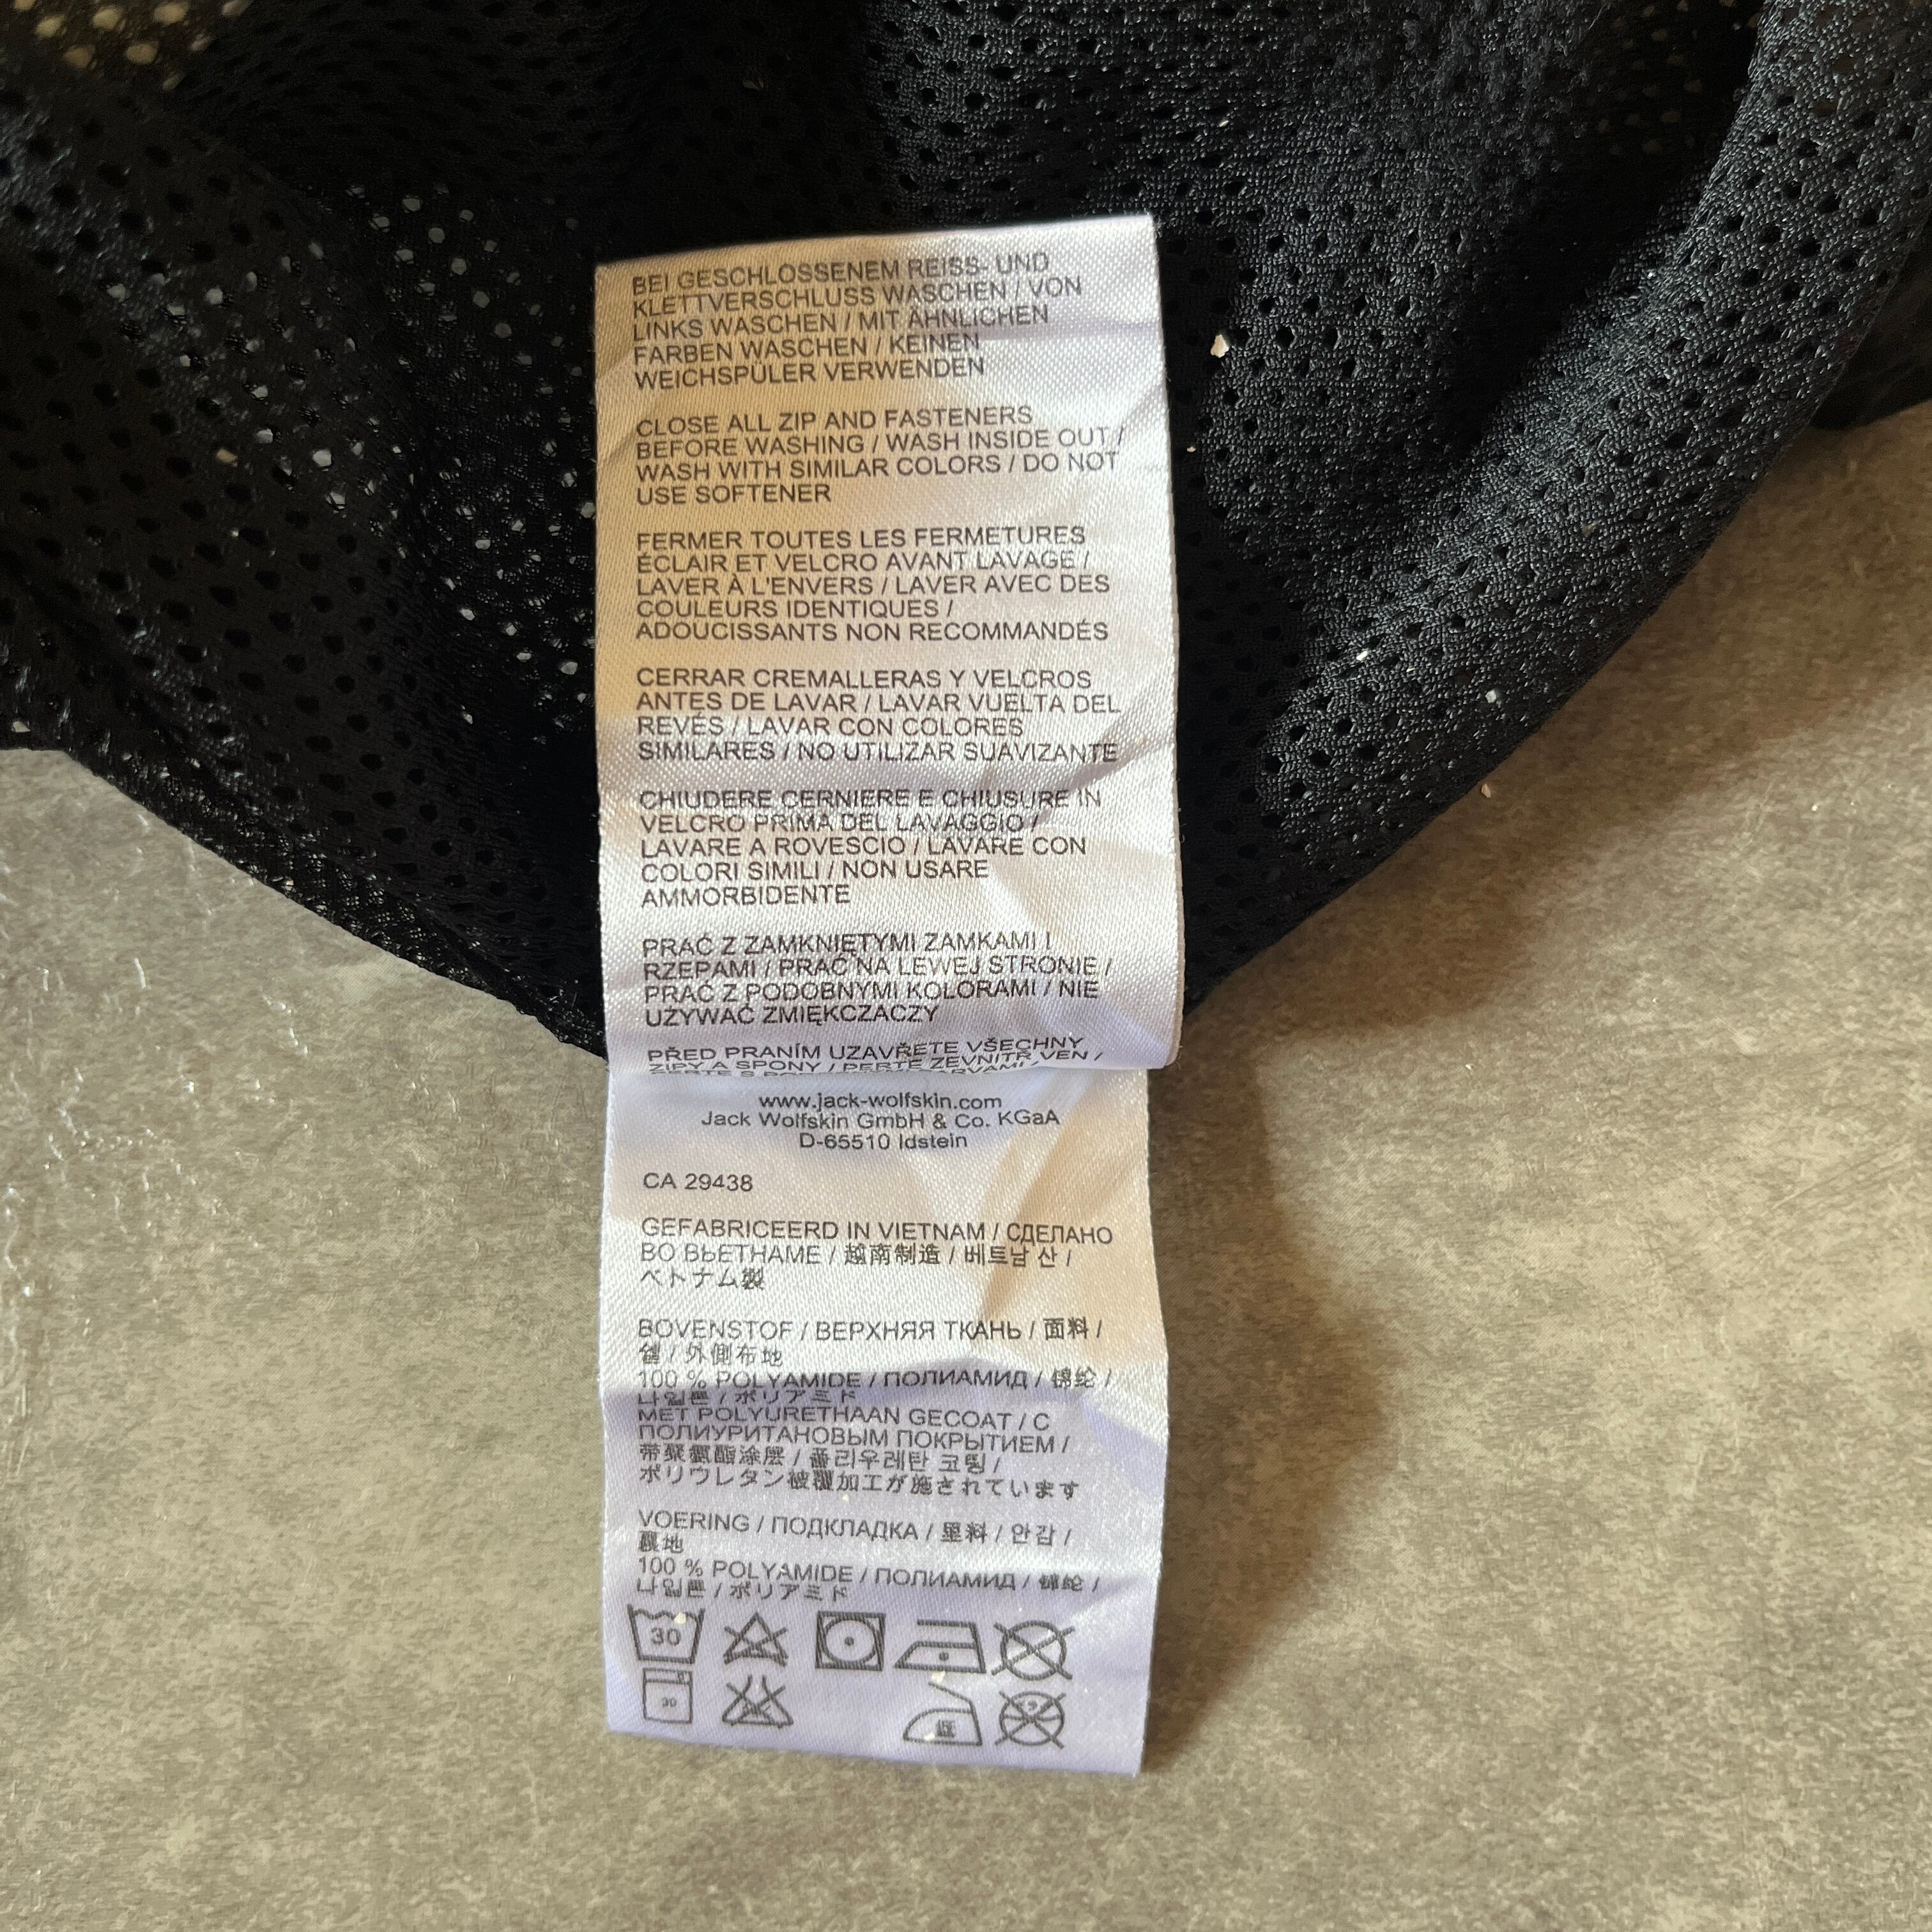 BEI GESCHLOSSENEM REISS- UND
KLETTVERSCHLUSS WASCHEN / VON
LINKS WASCHEN / MIT ÄHNLICHEN
FARBEN WASCHEN / KEINEN
WEICHSPÜLER VERWENDEN
CLOSE ALL ZIP AND FASTENERS
BEFORE WASHING / WASH INSIDE OUT /
WASH WITH SIMILAR COLORS / DO NOT
USE SOFTENER
FERMER TOUTES LES FERMETURES
ÉCLAIR ET VELCRO AVANT LAVAGE /
LAVER À L'ENVERS / LAVER AVEC DES
COULEURS IDENTIQUES /
ADOUCISSANTS NON RECOMMANDÉS
CERRAR CREMALLERAS Y VELCROS
ANTES DE LAVAR / LAVAR VUELTA DEL
REVÉS / LAVAR CON COLORES
SIMILARES / NO UTILIZAR SUAVIZANTE
CHIUDERE CERNIERE E CHIUSURE IN
VELCRO PRIMA DEL LAVAGGIO /
LAVARE A ROVESCIO / LAVARE CON
COLORI SIMILI / NON USARE
AMMORBIDENTE
PRAĆ Z ZAMKNIĘTYMI ZAMKAMI I
RZEPAMI / PRAĆ NA LEWEJ STRONIE /
PRAĆ Z PODOBNYMI KOLORAMI / NIE
UŻYWAĆ ZMIĘKCZACZY
PŘED PRANÍM UZAVŘETE VŠECHNY
ZIPY A SPONY / PERTE ZEVNITŘ VEN /
www.jack-wolfskin.com
Jack Wolfskin GmbH & Co. KGaA
D-65510 Idstein
CA 29438
GEFABRICEERD IN VIETNAM / СДЕЛАНО
ВО ВЬЕТНАМЕ / 越南制造 / 베트남 산 /
ベトナム製
BOVENSTOF / ВЕРХНЯЯ ТКАНЬ / 面料 /
쉘 / 外側布地
100 % POLYAMIDE / ПОЛИАМИД / 锦纶 /
나일론 / ポリアミド
MET POLYURETHAAN GECOAT / С
ПОЛИУРИТАНОВЫМ ПОКРЫТИЕМ /
带聚氨酯涂层 / 폴리우레탄 코팅 /
ポリウレタン被覆加工が施されています
VOERING / ПОДКЛАДКА / 里料 / 안감 /
裏地
100 % POLYAMIDE / ПОЛИАМИД / 锦纶 /
나일론 / ポリアミド
30
30